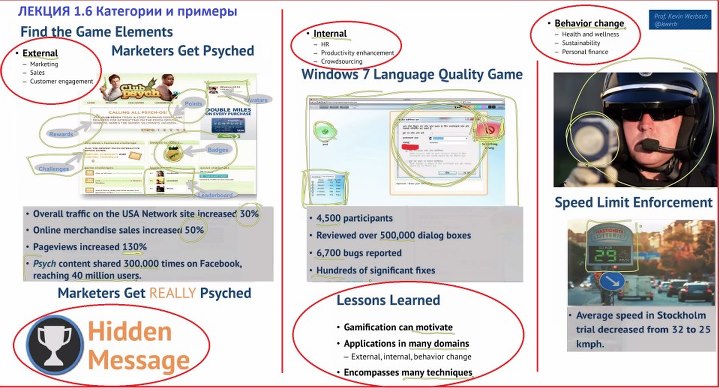 ЛЕКЦИЯ 1.6 Категории и примеры
Find the Game Elements
• External
– Marketing
– Sales
– Customer engagement
Marketers Get Psyched
Club Psych
CALLING ALL PSYCH-OS!
Points
Avatars
DOUBLE MILES
ON EVERY PURCHASE
Rewards
Badges
Challenges
Leaderboard
• Overall traffic on the USA Network site increased 30%
• Online merchandise sales increased 50%
• Pageviews increased 130%
• Psych content shared 300,000 times on Facebook,
reaching 40 million users.
Marketers Get REALLY Psyched
Hidden
Message
• Internal
– HR
– Productivity enhancement
– Crowdsourcing
Windows 7 Language Quality Game
• 4,500 participants
• Reviewed over 500,000 dialog boxes
• 6,700 bugs reported
• Hundreds of significant fixes
Lessons Learned
• Gamification can motivate
• Applications in many domains
– External, internal, behavior change
• Encompasses many techniques
• Behavior change
– Health and wellness
– Sustainability
– Personal finance
Prof. Kevin Werbach
@kwerb
Speed Limit Enforcement
29
• Average speed in Stockholm
trial decreased from 32 to 25
kmph.